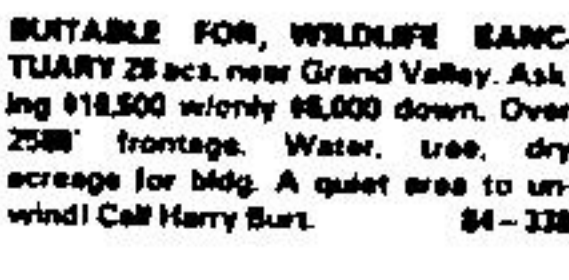 SUITABLE FOR, WILDLIFE SANC-
TUARY 25 acs. near Grand Valley. Ask
ing $18,500 w/only $6,000 down. Over
frontage. Water, tree, dry
acreage for bldg. A quiet area to un-
wind! Call Harry Burt. 84 – 338